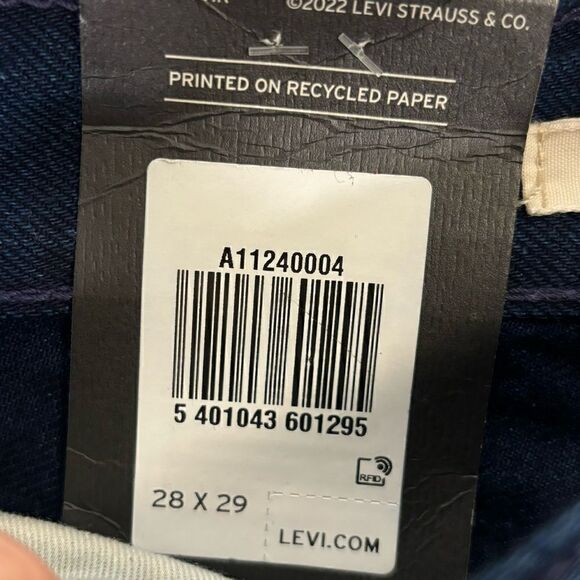 ©2022 LEVI STRAUSS & CO.
PRINTED ON RECYCLED PAPER
A11240004
5 401043 601295
RFID
28 X 29
LEVI.COM